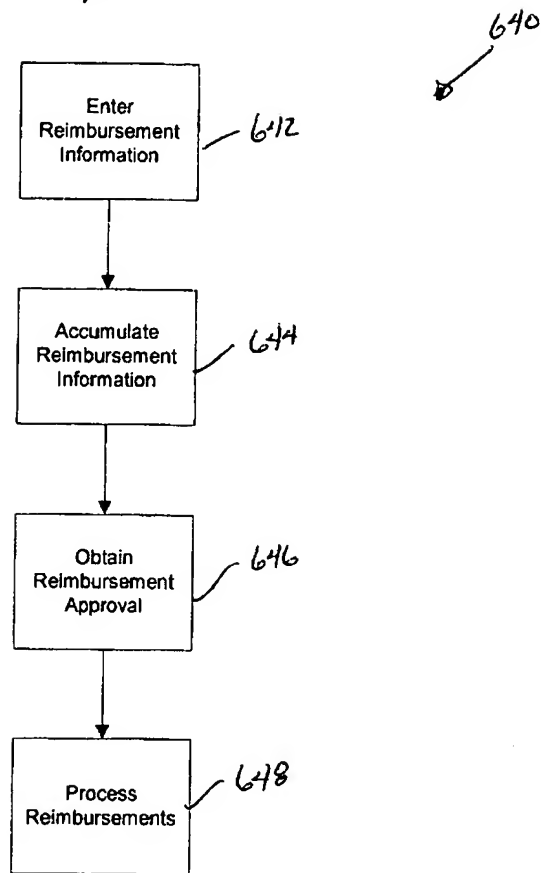 640
Enter
Reimbursement
Information
642
Accumulate
Reimbursement
Information
644
Obtain
Reimbursement
Approval
646
Process
Reimbursements
648